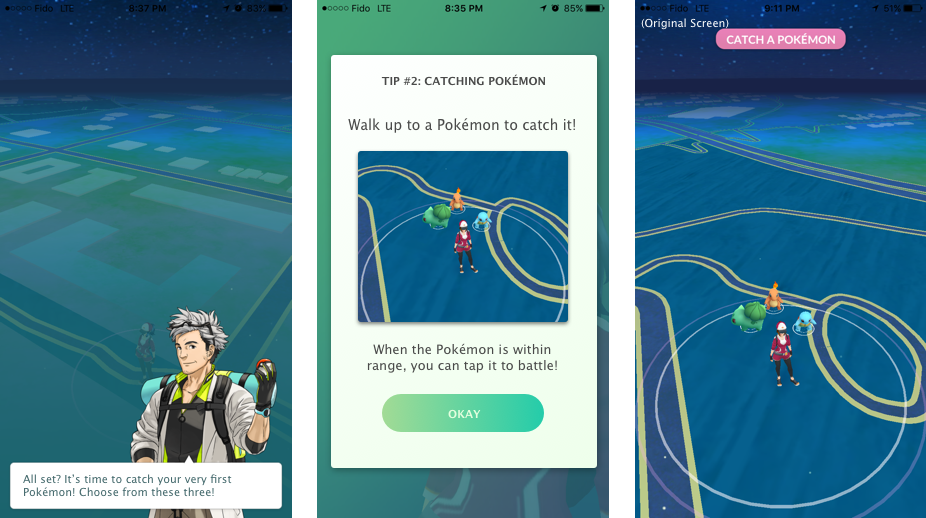 ●○○○○ Fido LTE 8:37 PM 83%
All set? It's time to catch your very first
Pokémon! Choose from these three!
●○○○○ Fido LTE 8:35 PM 85%
TIP #2: CATCHING POKÉMON
Walk up to a Pokémon to catch it!
When the Pokémon is within
range, you can tap it to battle!
OKAY
Fido LTE 9:11 PM 51%
(Original Screen)
CATCH A POKÉMON